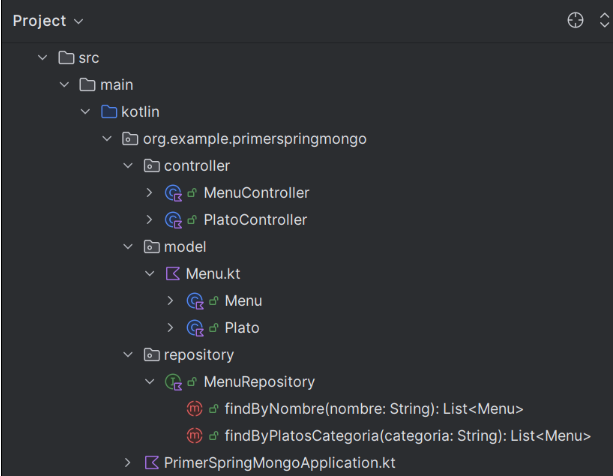 Project
src
main
kotlin
org.example.primerspringmongo
controller
MenuController
PlatoController
model
Menu.kt
Menu
Plato
repository
MenuRepository
findByNombre(nombre: String): List<Menu>
findByPlatosCategoria(categoria: String): List<Menu>
PrimerSpringMongoApplication.kt